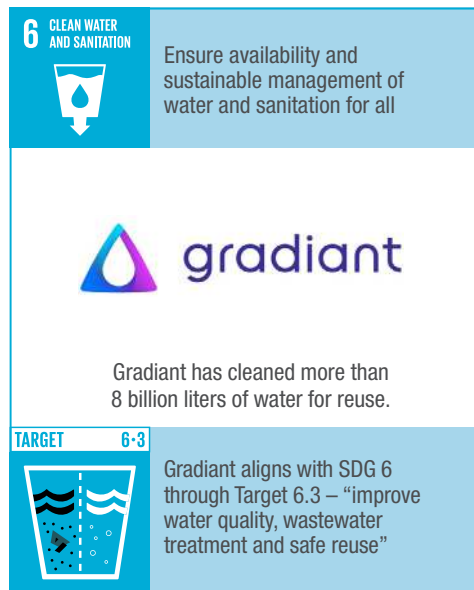 6 CLEAN WATER
AND SANITATION
Ensure availability and
sustainable management of
water and sanitation for all
gradiant
Gradiant has cleaned more than
8 billion liters of water for reuse.
TARGET 6·3
Gradiant aligns with SDG 6
through Target 6.3 – “improve
water quality, wastewater
treatment and safe reuse”